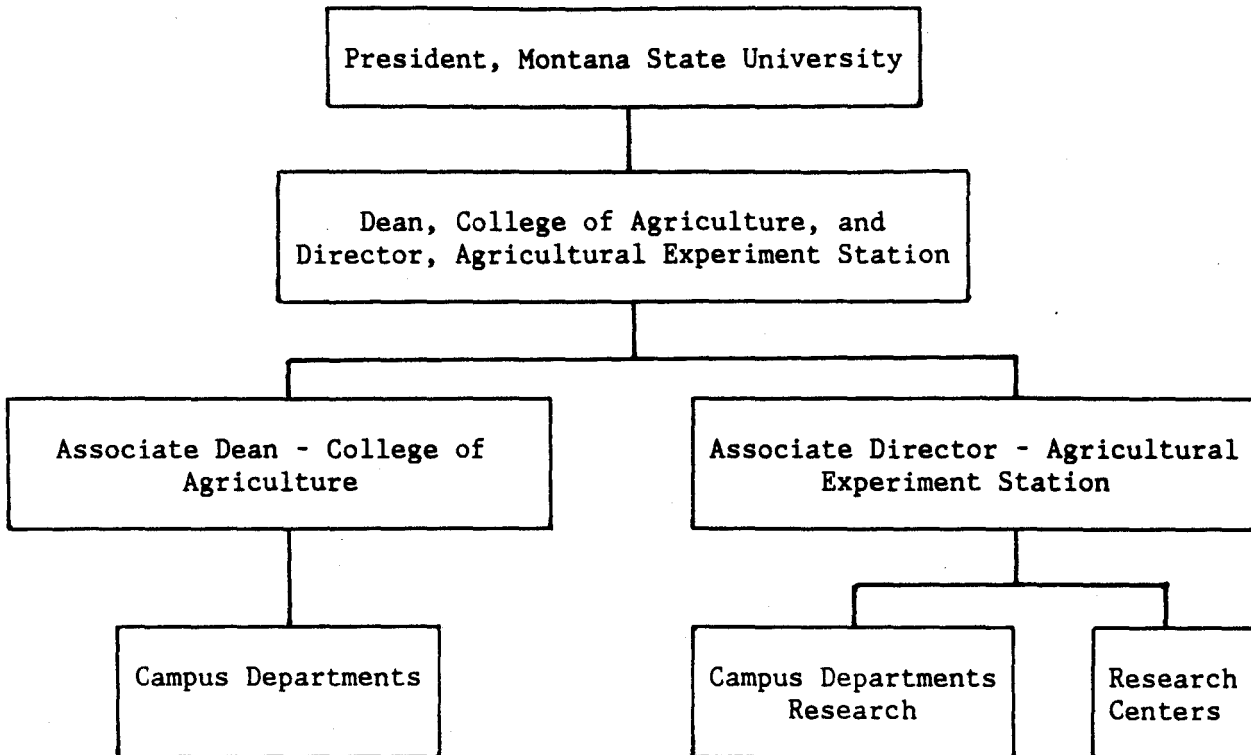 President, Montana State University
Dean, College of Agriculture, and
Director, Agricultural Experiment Station
Associate Dean - College of
Agriculture
Associate Director - Agricultural
Experiment Station
Campus Departments
Campus Departments
Research
Research
Centers